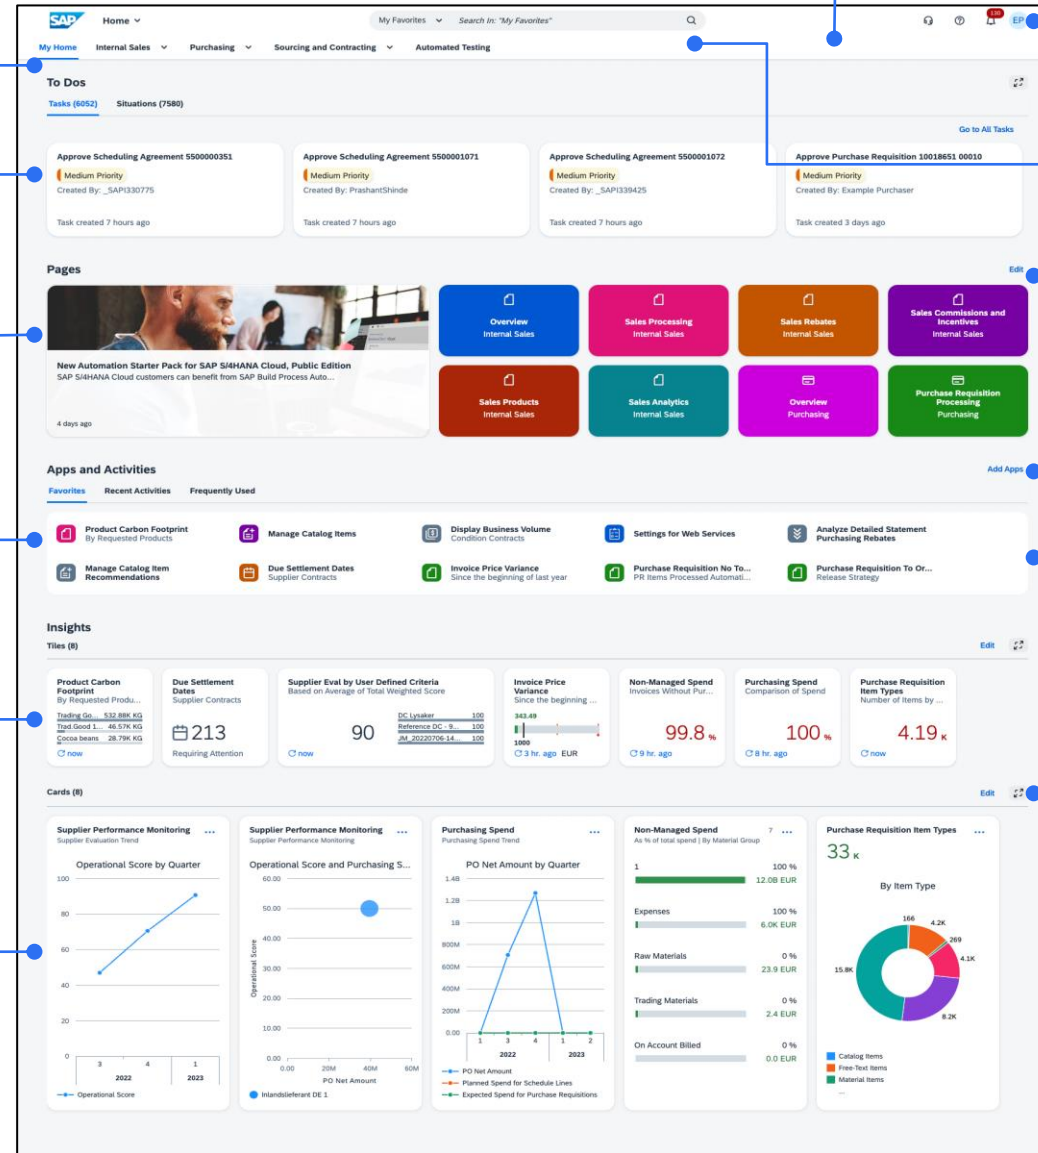 SAP Home My Favorites Search In: "My Favorites" 130 EP
My Home Internal Sales Purchasing Sourcing and Contracting Automated Testing
To Dos
Tasks (6052) Situations (7580)
Go to All Tasks
Approve Scheduling Agreement 5500000351
Medium Priority
Created By: _SAPI330775
Task created 7 hours ago
Approve Scheduling Agreement 5500001071
Medium Priority
Created By: PrashantShinde
Task created 7 hours ago
Approve Scheduling Agreement 5500001072
Medium Priority
Created By: _SAPI339425
Task created 7 hours ago
Approve Purchase Requisition 10018651 00010
Medium Priority
Created By: Example Purchaser
Task created 3 days ago
Pages
Edit
New Automation Starter Pack for SAP S/4HANA Cloud, Public Edition
SAP S/4HANA Cloud customers can benefit from SAP Build Process Auto...
4 days ago
Overview
Internal Sales
Sales Processing
Internal Sales
Sales Rebates
Internal Sales
Sales Commissions and
Incentives
Internal Sales
Sales Products
Internal Sales
Sales Analytics
Internal Sales
Overview
Purchasing
Purchase Requisition
Processing
Purchasing
Apps and Activities
Add Apps
Favorites Recent Activities Frequently Used
Product Carbon Footprint
By Requested Products
Manage Catalog Items
Display Business Volume
Condition Contracts
Settings for Web Services
Analyze Detailed Statement
Purchasing Rebates
Manage Catalog Item
Recommendations
Due Settlement Dates
Supplier Contracts
Invoice Price Variance
Since the beginning of last year
Purchase Requisition No To...
PR Items Processed Automati...
Purchase Requisition To Or...
Release Strategy
Insights
Tiles (8)
Edit
Product Carbon
Footprint
By Requested Produ...
Trading Go... 532.88K KG
Trad.Good 1... 46.57K KG
Cocoa beans 28.79K KG
now
Due Settlement
Dates
Supplier Contracts
213
Requiring Attention
Supplier Eval by User Defined Criteria
Based on Average of Total Weighted Score
90
DC Lysaker 100
Reference DC - 9... 100
JM_20220706-14... 100
now
Invoice Price
Variance
Since the beginning ...
343.49
1000
3 hr. ago EUR
Non-Managed Spend
Invoices Without Pur...
99.8 %
9 hr. ago
Purchasing Spend
Comparison of Spend
100 %
8 hr. ago
Purchase Requisition
Item Types
Number of Items by ...
4.19 K
now
Cards (8)
Edit
Supplier Performance Monitoring ...
Supplier Evaluation Trend
Operational Score by Quarter
100
80
60
40
20
0
3 4 1
2022 2023
Operational Score
Supplier Performance Monitoring ...
Supplier Performance Monitoring
Operational Score and Purchasing S...
Operational Score
60.00
50.00
40.00
30.00
20.00
10.00
0.00
0.00 20M 40M 60M
PO Net Amount
Inlandslieferant DE 1
Purchasing Spend ...
Purchasing Spend Trend
PO Net Amount by Quarter
1.4B
1.2B
1B
800M
600M
400M
200M
0.00
1 3 4 1 2
2022 2023
PO Net Amount
Planned Spend for Schedule Lines
Expected Spend for Purchase Requisitions
Non-Managed Spend 7 ...
As % of total spend | By Material
Group
1 100 %
12.0B EUR
Expenses 100 %
6.0K EUR
Raw Materials 0 %
23.9 EUR
Trading Materials 0 %
2.4 EUR
On Account Billed 0 %
0.0 EUR
Purchase Requisition Item Types ...
33 K
By Item Type
166
4.2K
269
4.1K
15.8K
8.2K
Catalog Items
Free-Text Items
Material Items
...